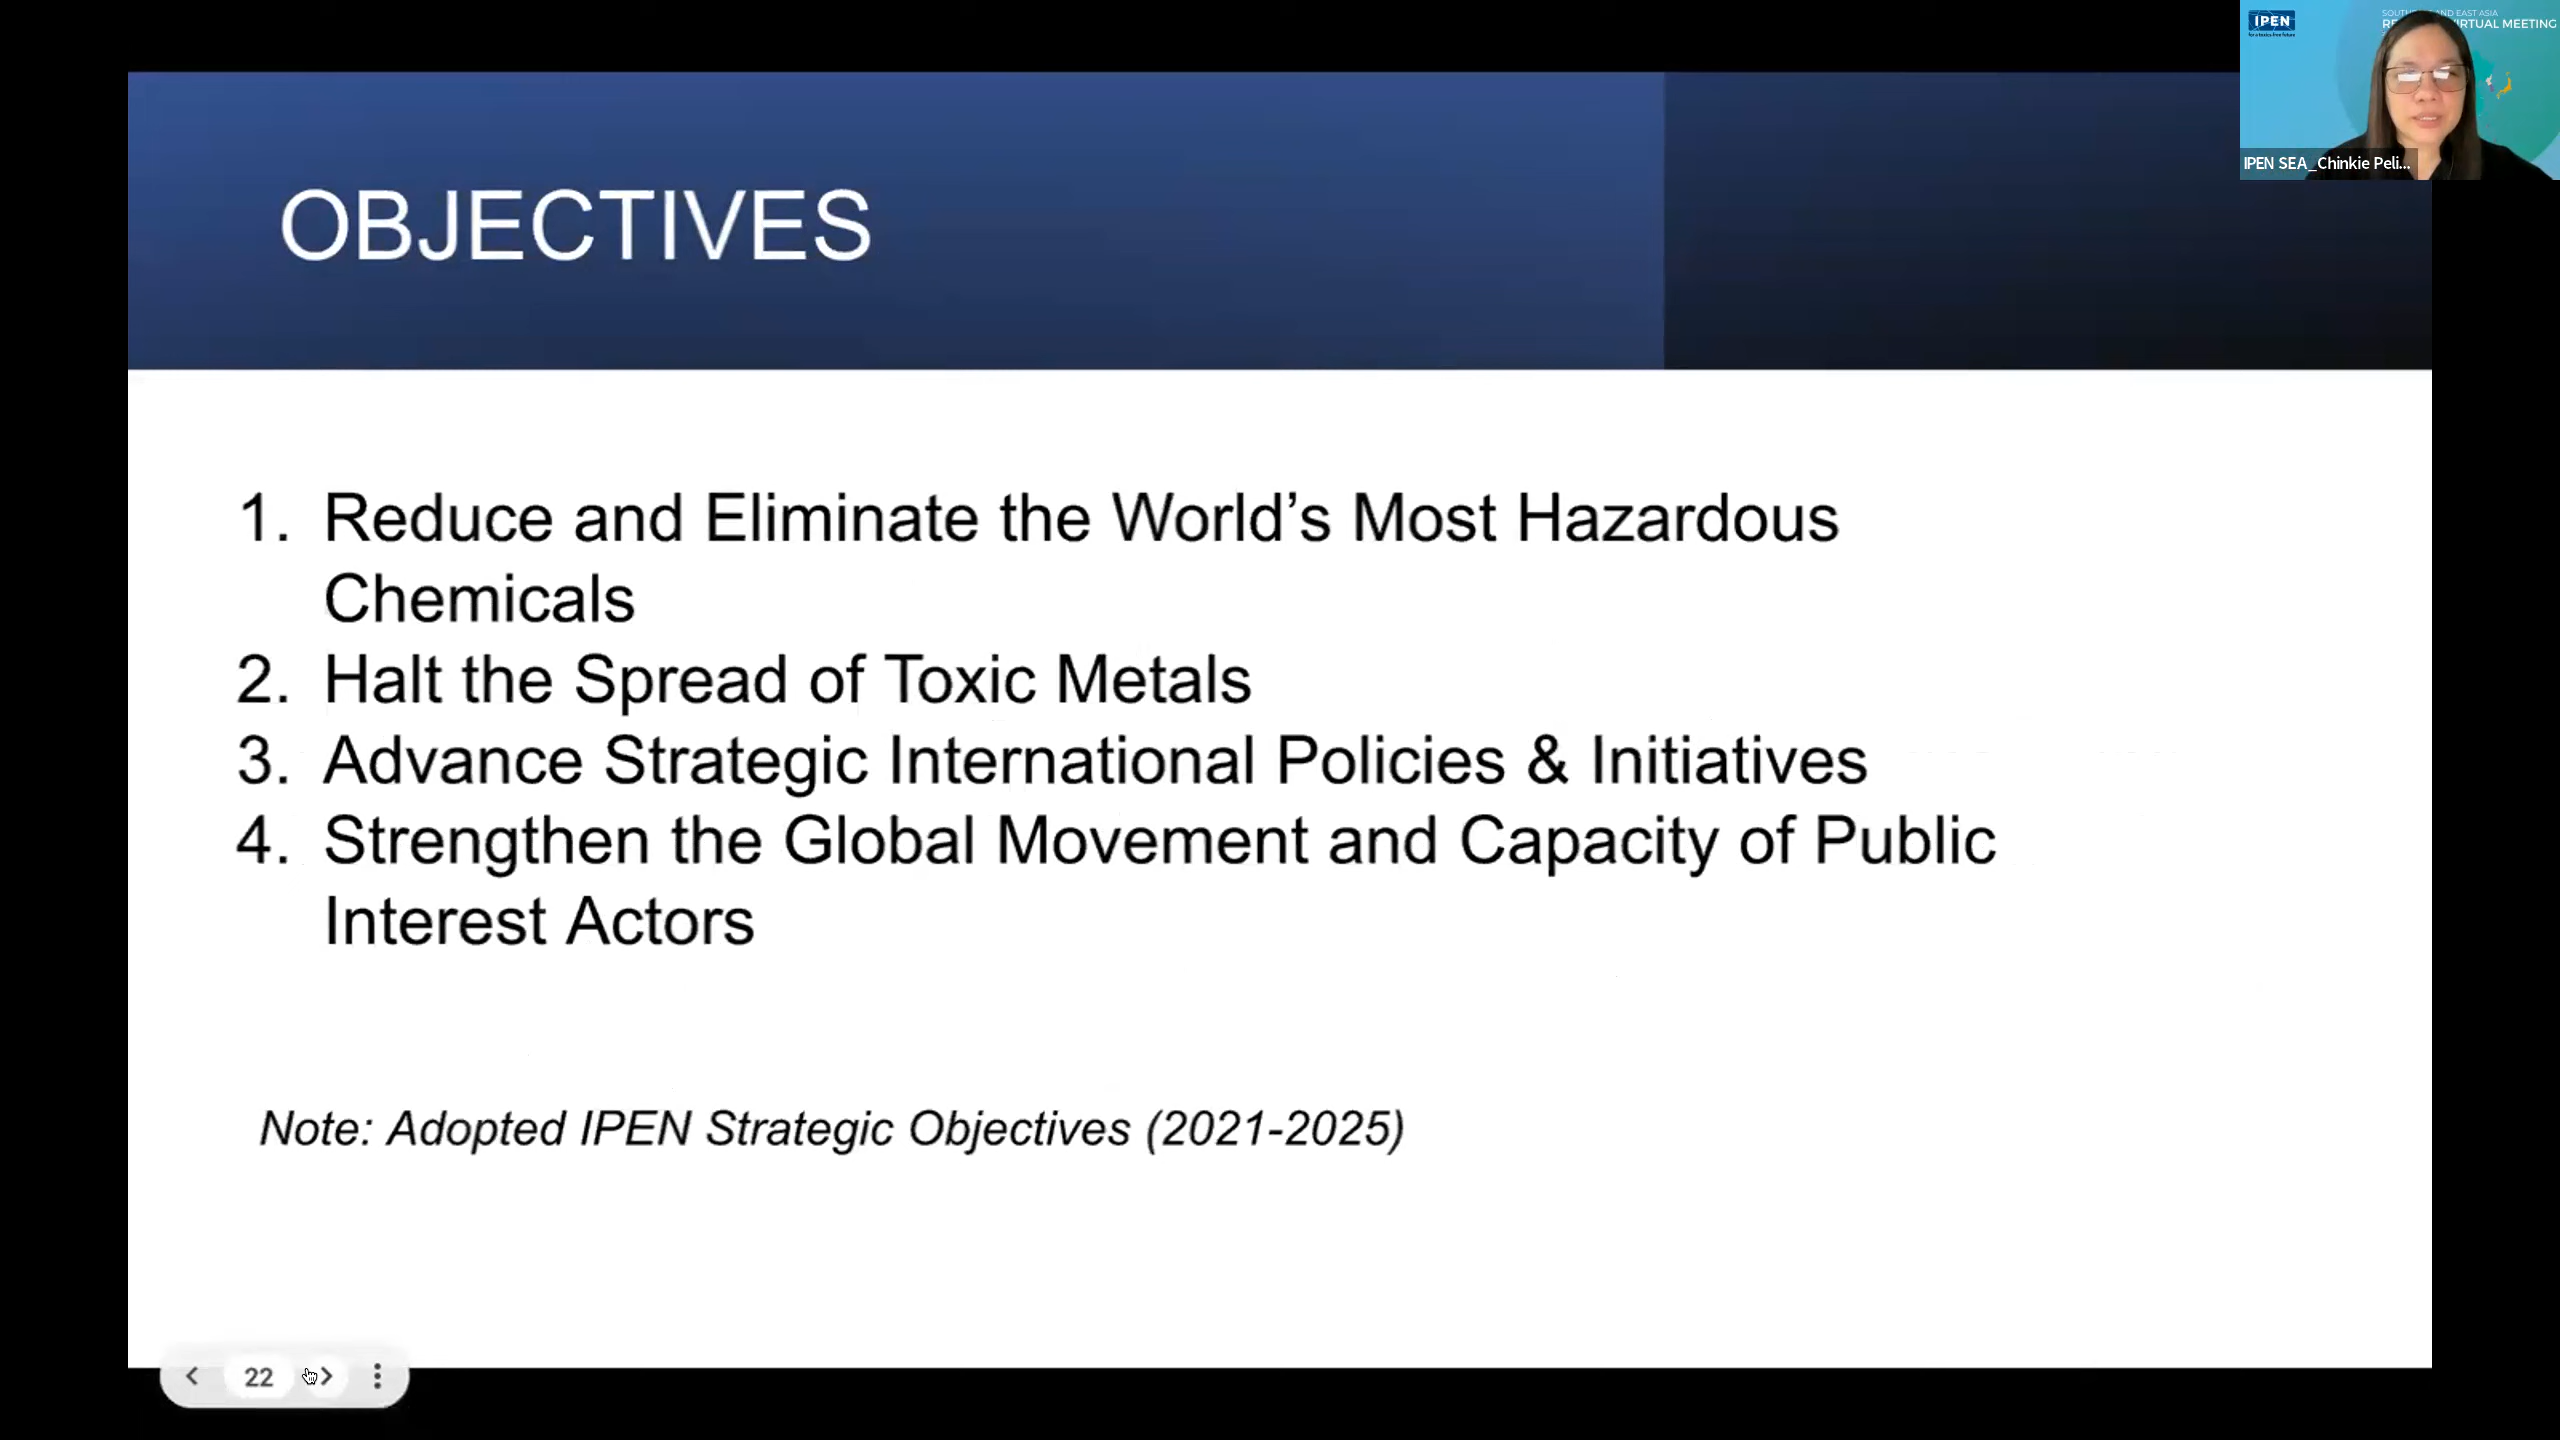 IPEN
VIRTUAL MEETING
IPEN SEA_Chinkie Peli...
OBJECTIVES
1. Reduce and Eliminate the World’s Most Hazardous
Chemicals
2. Halt the Spread of Toxic Metals
3. Advance Strategic International Policies & Initiatives
4. Strengthen the Global Movement and Capacity of Public
Interest Actors
Note: Adopted IPEN Strategic Objectives (2021-2025)
22